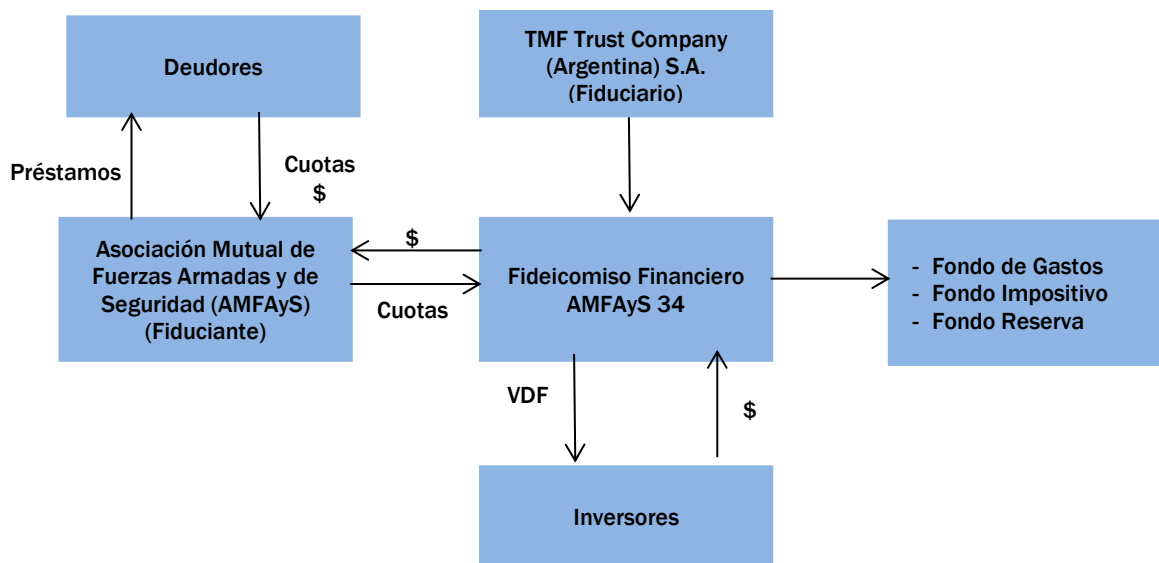 Deudores
TMF Trust Company
(Argentina) S.A.
(Fiduciario)
Préstamos
Cuotas
$
Asociación Mutual de
Fuerzas Armadas y de
Seguridad (AMFAyS)
(Fiduciante)
$
Cuotas
Fideicomiso Financiero
AMFAyS 34
- Fondo de Gastos
- Fondo Impositivo
- Fondo Reserva
VDF
$
Inversores